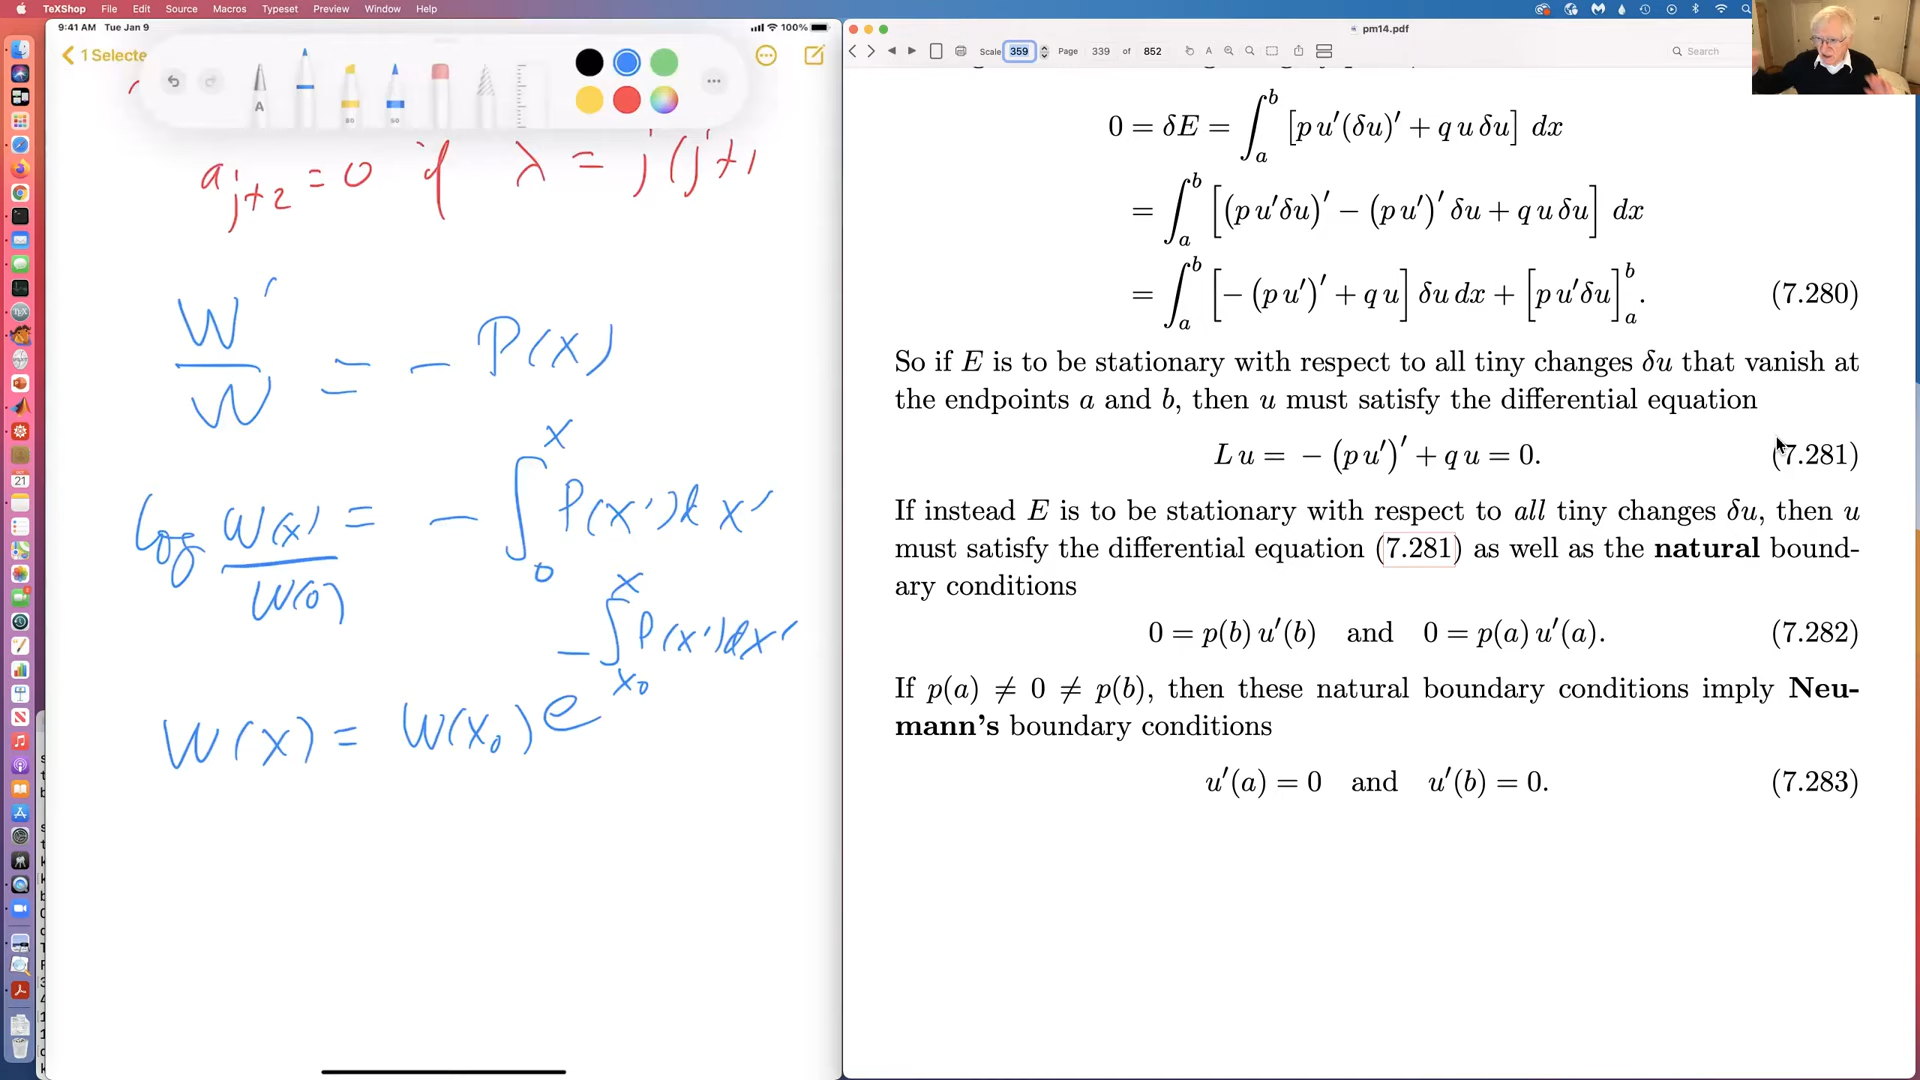 TeXShop File Edit Source Macros Typeset Preview Window Help
9:41 AM Tue Jan 9
100%
1 Selecte
a_{j+2} = 0 if λ = j(j+1
W'/W = - P(x)
log W(x)/W(0) = - ∫_0^x P(x')dx'
W(x) = W(x_0) e^{-∫_{x_0}^x P(x')dx'}
pm14.pdf
Scale 359 Page 339 of 852 Search
0 = δE = ∫_a^b [p u'(δu)' + q u δu] dx
= ∫_a^b [(p u'δu)' − (p u')' δu + q u δu] dx
= ∫_a^b [− (p u')' + q u] δu dx + [p u'δu]_a^b. (7.280)
So if E is to be stationary with respect to all tiny changes δu that vanish at
the endpoints a and b, then u must satisfy the differential equation
L u = − (p u')' + q u = 0. (7.281)
If instead E is to be stationary with respect to all tiny changes δu, then u
must satisfy the differential equation (7.281) as well as the natural bound-
ary conditions
0 = p(b) u'(b) and 0 = p(a) u'(a). (7.282)
If p(a) ≠ 0 ≠ p(b), then these natural boundary conditions imply Neu-
mann's boundary conditions
u'(a) = 0 and u'(b) = 0. (7.283)